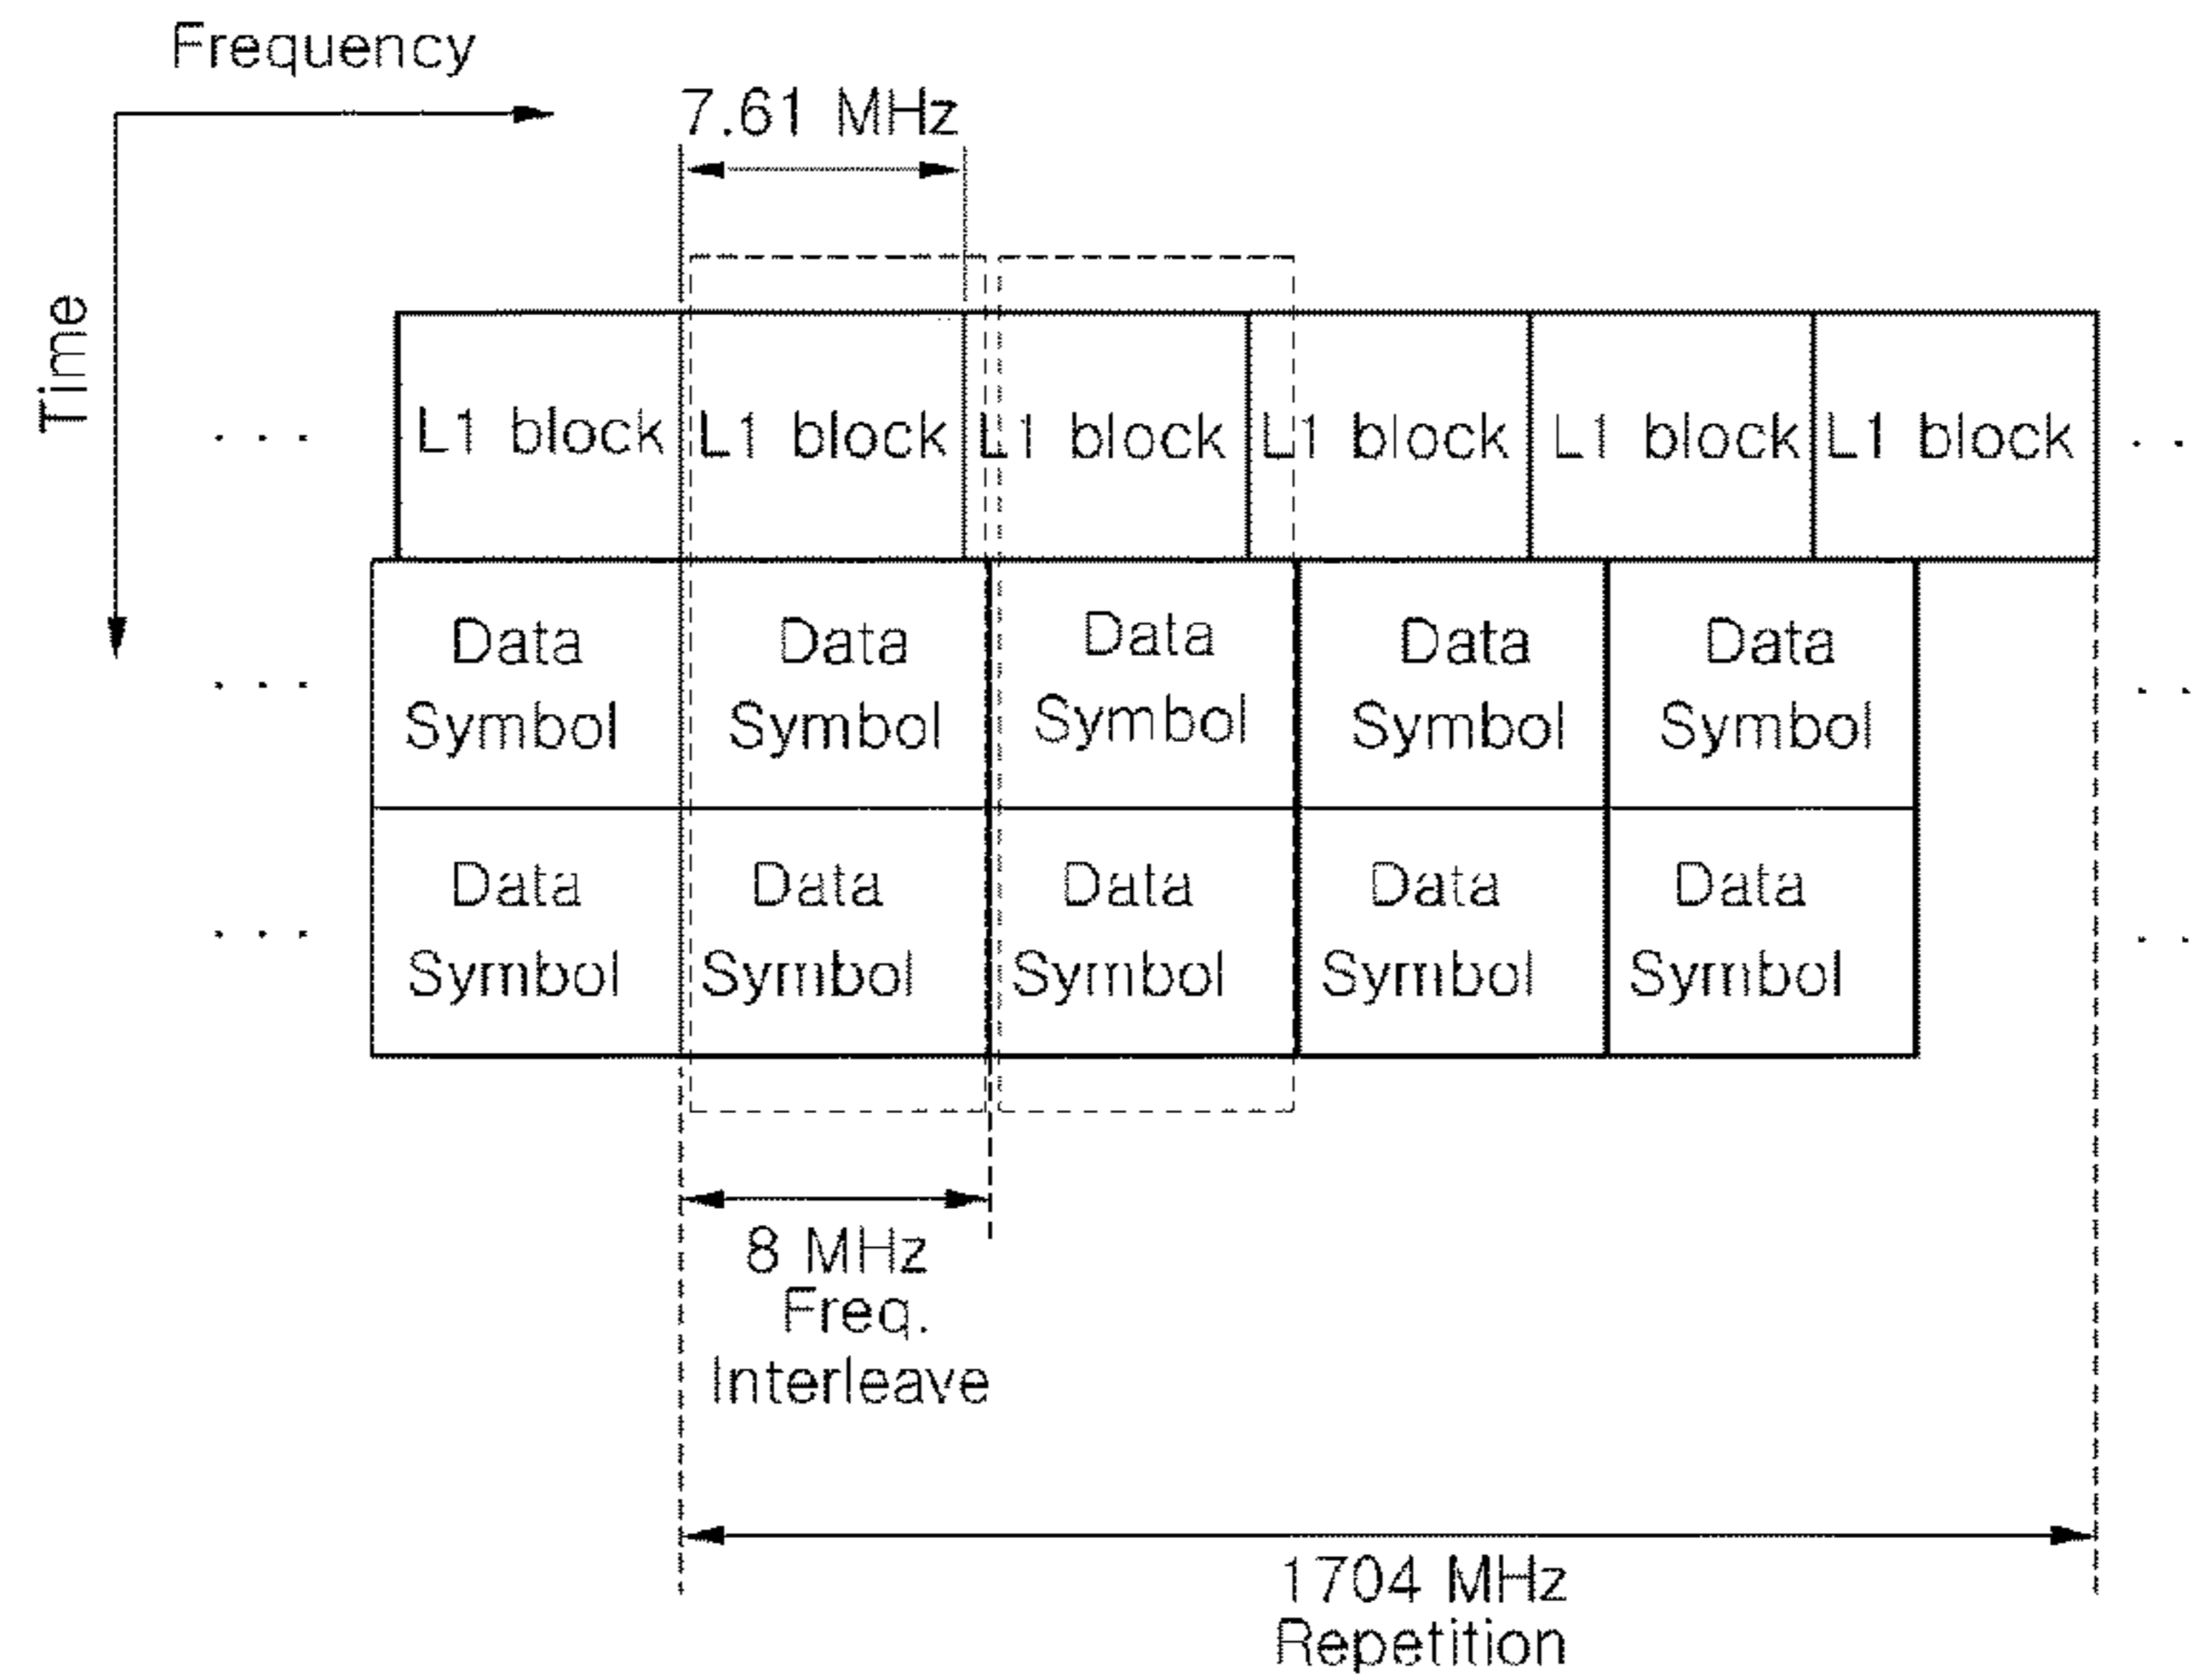 Frequency
7.61 MHz
Time
... L1 block L1 block L1 block L1 block L1 block L1 block ..
... Data Data Data Data Data ..
Symbol Symbol Symbol Symbol Symbol
... Data Data Data Data Data ..
Symbol Symbol Symbol Symbol Symbol
8 MHz
Freq.
Interleave
1704 MHz
Repetition